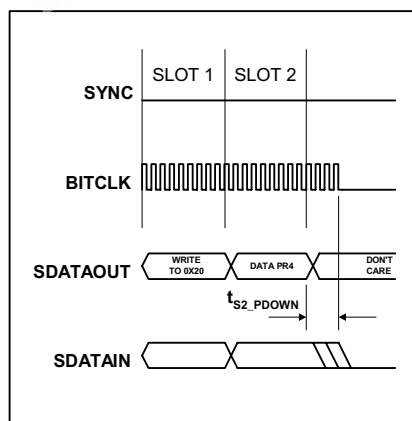 SLOT 1 SLOT 2
SYNC
BITCLK
WRITE TO 0X20 DATA PR4 DON'T CARE
SDATAOUT
tS2_PDOWN
SDATAIN